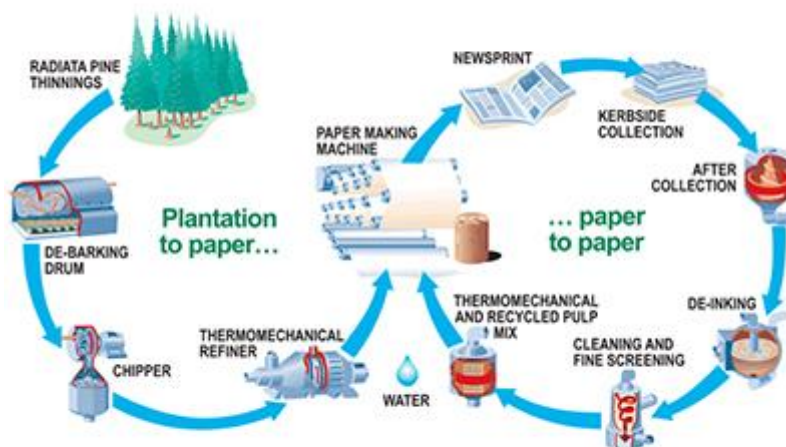 RADIATA PINE
THINNINGS
DE-BARKING
DRUM
CHIPPER
THERMOMECHANICAL
REFINER
Plantation
to paper...
PAPER MAKING
MACHINE
NEWSPRINT
KERBSIDE
COLLECTION
AFTER
COLLECTION
... paper
to paper
DE-INKING
CLEANING AND
FINE SCREENING
THERMOMECHANICAL
AND RECYCLED PULP
MIX
WATER